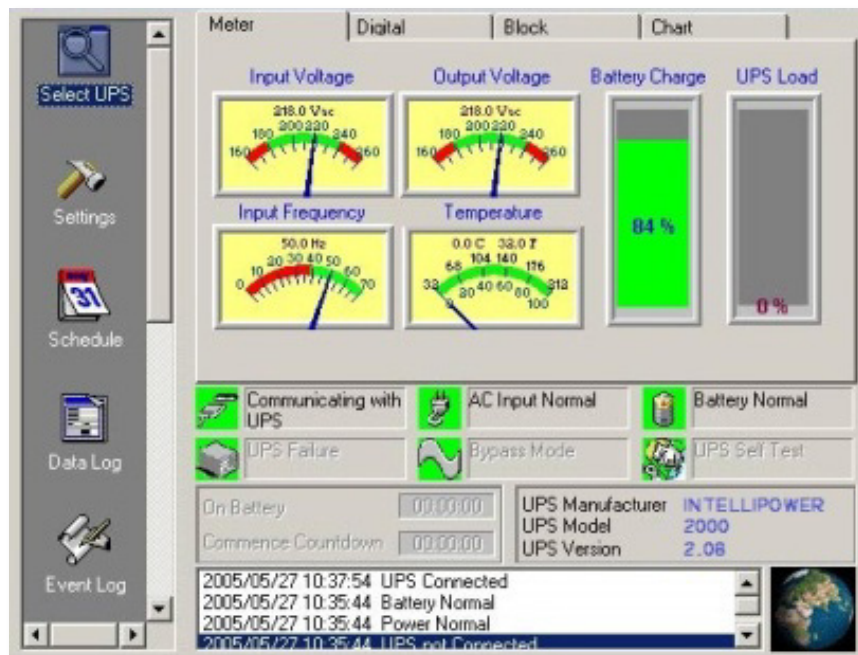 Meter Digital Block Chart
Select UPS
Settings
31
Schedule
Data Log
Event Log
Input Voltage
218.0 Vac
160 180 200 220 240 260
Output Voltage
218.0 Vac
160 180 200 220 240 260
Battery Charge
84 %
UPS Load
0 %
Input Frequency
50.0 Hz
0 10 20 30 40 50 60 70
Temperature
0.0 C 32.0 F
32 68 104 140 176 212
0 20 40 60 80 100
Communicating with
UPS
AC Input Normal
Battery Normal
UPS Failure
Bypass Mode
UPS Self Test
On Battery 00:00:00
Commence Countdown 00:00:00
UPS Manufacturer INTELLIPOWER
UPS Model 2000
UPS Version 2.06
2005/05/27 10:37:54 UPS Connected
2005/05/27 10:35:44 Battery Normal
2005/05/27 10:35:44 Power Normal
2005/05/27 10:35:44 UPS not Connected